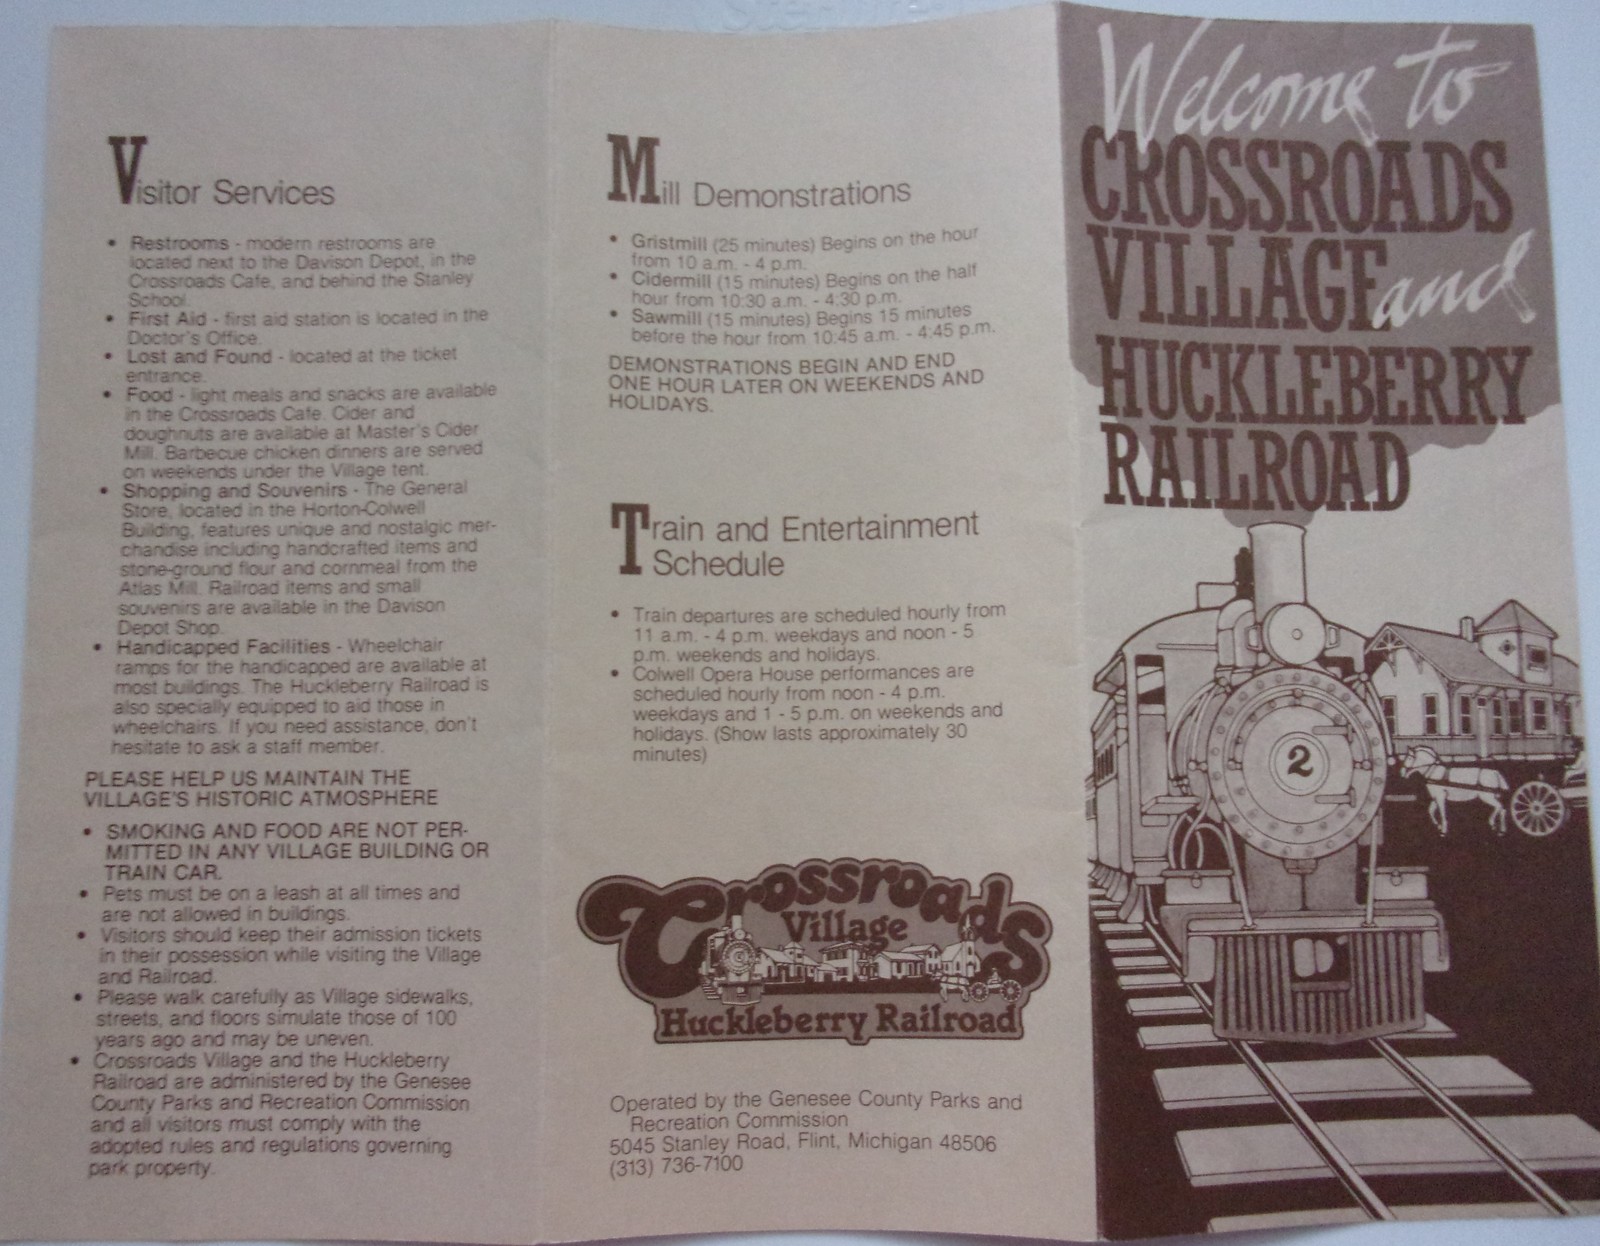 Visitor Services
• Restrooms - modern restrooms are
located next to the Davison Depot, in the
Crossroads Cafe, and behind the Stanley
School.
• First Aid - first aid station is located in the
Doctor's Office.
• Lost and Found - located at the ticket
entrance.
• Food - light meals and snacks are available
in the Crossroads Cafe. Cider and
doughnuts are available at Master's Cider
Mill. Barbecue chicken dinners are served
on weekends under the Village tent.
• Shopping and Souvenirs - The General
Store, located in the Horton-Colwell
Building, features unique and nostalgic mer-
chandise including handcrafted items and
stone-ground flour and cornmeal from the
Atlas Mill. Railroad items and small
souvenirs are available in the Davison
Depot Shop.
• Handicapped Facilities - Wheelchair
ramps for the handicapped are available at
most buildings. The Huckleberry Railroad is
also specially equipped to aid those in
wheelchairs. If you need assistance, don't
hesitate to ask a staff member.
PLEASE HELP US MAINTAIN THE
VILLAGE'S HISTORIC ATMOSPHERE
• SMOKING AND FOOD ARE NOT PER-
MITTED IN ANY VILLAGE BUILDING OR
TRAIN CAR.
• Pets must be on a leash at all times and
are not allowed in buildings.
• Visitors should keep their admission tickets
in their possession while visiting the Village
and Railroad.
• Please walk carefully as Village sidewalks,
streets, and floors simulate those of 100
years ago and may be uneven.
• Crossroads Village and the Huckleberry
Railroad are administered by the Genesee
County Parks and Recreation Commission
and all visitors must comply with the
adopted rules and regulations governing
park property.
Mill Demonstrations
• Gristmill (25 minutes) Begins on the hour
from 10 a.m. - 4 p.m.
• Cidermill (15 minutes) Begins on the half
hour from 10:30 a.m. - 4:30 p.m.
• Sawmill (15 minutes) Begins 15 minutes
before the hour from 10:45 a.m. - 4:45 p.m.
DEMONSTRATIONS BEGIN AND END
ONE HOUR LATER ON WEEKENDS AND
HOLIDAYS.
Train and Entertainment
Schedule
• Train departures are scheduled hourly from
11 a.m. - 4 p.m. weekdays and noon - 5
p.m. weekends and holidays.
• Colwell Opera House performances are
scheduled hourly from noon - 4 p.m.
weekdays and 1 - 5 p.m. on weekends and
holidays. (Show lasts approximately 30
minutes)
Crossroads
Village
Huckleberry Railroad
Operated by the Genesee County Parks and
Recreation Commission
5045 Stanley Road, Flint, Michigan 48506
(313) 736-7100
Welcome to
CROSSROADS
VILLAGE and
HUCKLEBERRY
RAILROAD
2